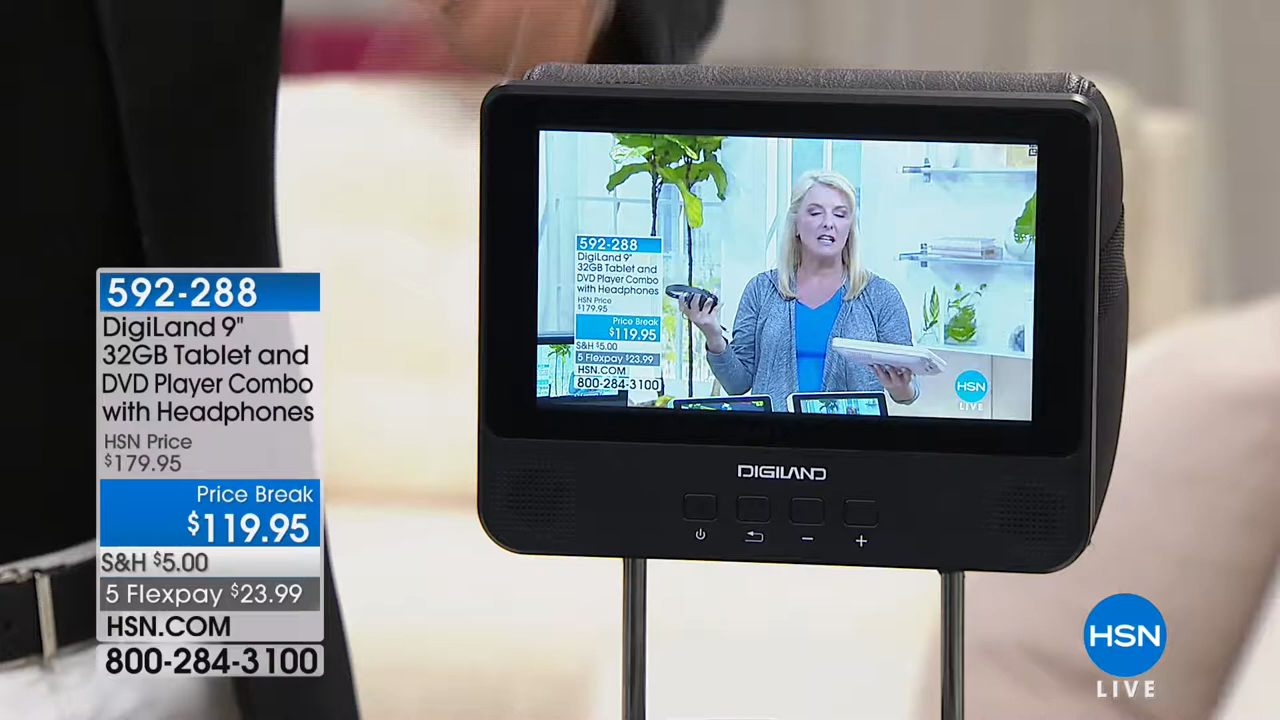 592-288
DigiLand 9"
32GB Tablet and
DVD Player Combo
with Headphones
HSN Price
$179.95
Price Break
$119.95
S&H $5.00
5 Flexpay $23.99
HSN.COM
800-284-3100
592-288
DigiLand 9"
32GB Tablet and
DVD Player Combo
with Headphones
HSN Price
$179.95
Price Break
$119.95
S&H $5.00
5 Flexpay $23.99
HSN.COM
800-284-3100
HSN
LIVE
DIGILAND
HSN
LIVE